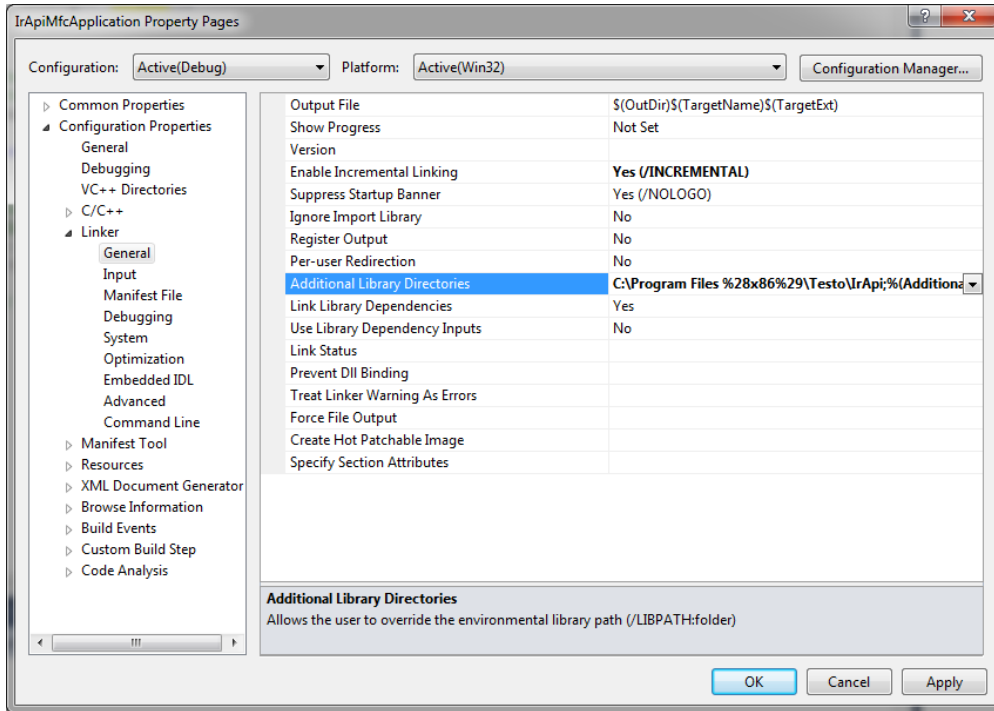 IrApiMfcApplication Property Pages
Configuration: Active(Debug) Platform: Active(Win32) Configuration Manager...
Common Properties
Configuration Properties
General
Debugging
VC++ Directories
C/C++
Linker
General
Input
Manifest File
Debugging
System
Optimization
Embedded IDL
Advanced
Command Line
Manifest Tool
Resources
XML Document Generator
Browse Information
Build Events
Custom Build Step
Code Analysis
Output File $(OutDir)$(TargetName)$(TargetExt)
Show Progress Not Set
Version
Enable Incremental Linking Yes (/INCREMENTAL)
Suppress Startup Banner Yes (/NOLOGO)
Ignore Import Library No
Register Output No
Per-user Redirection No
Additional Library Directories C:\Program Files %28x86%29\Testo\IrApi;%(Additiona
Link Library Dependencies Yes
Use Library Dependency Inputs No
Link Status
Prevent Dll Binding
Treat Linker Warning As Errors
Force File Output
Create Hot Patchable Image
Specify Section Attributes
Additional Library Directories
Allows the user to override the environmental library path (/LIBPATH:folder)
OK Cancel Apply